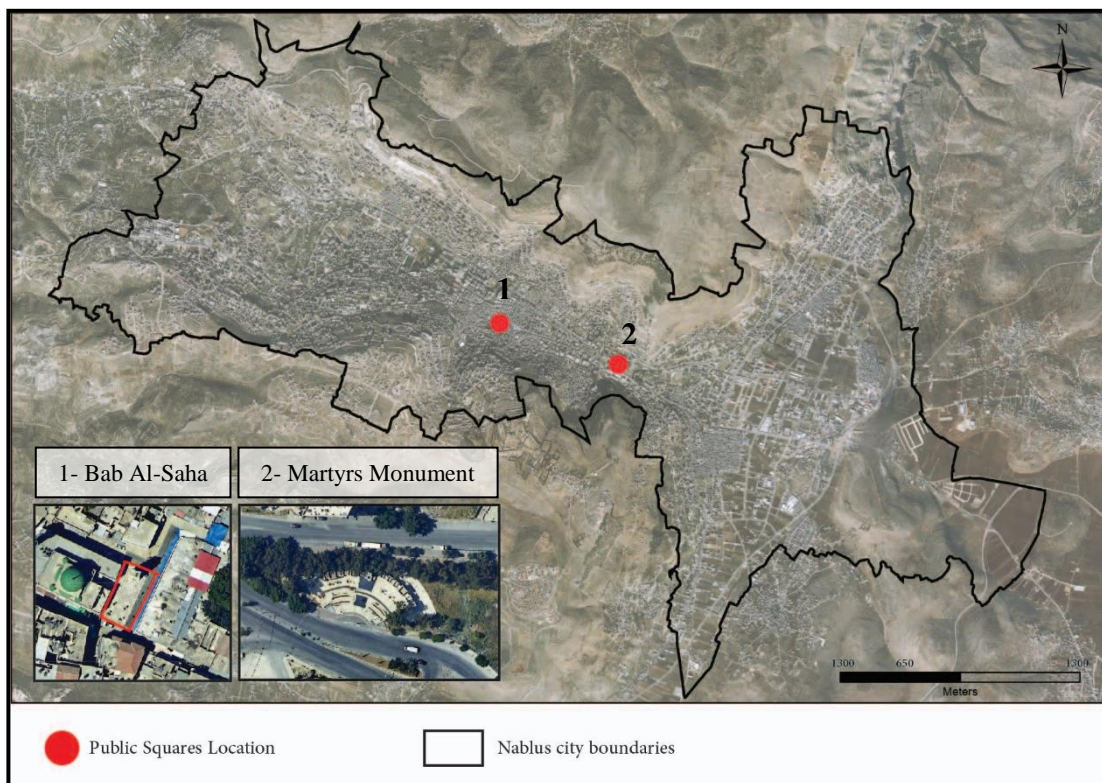 N
1
2
1- Bab Al-Saha
2- Martyrs Monument
1300 650 1300
Meters
Public Squares Location
Nablus city boundaries